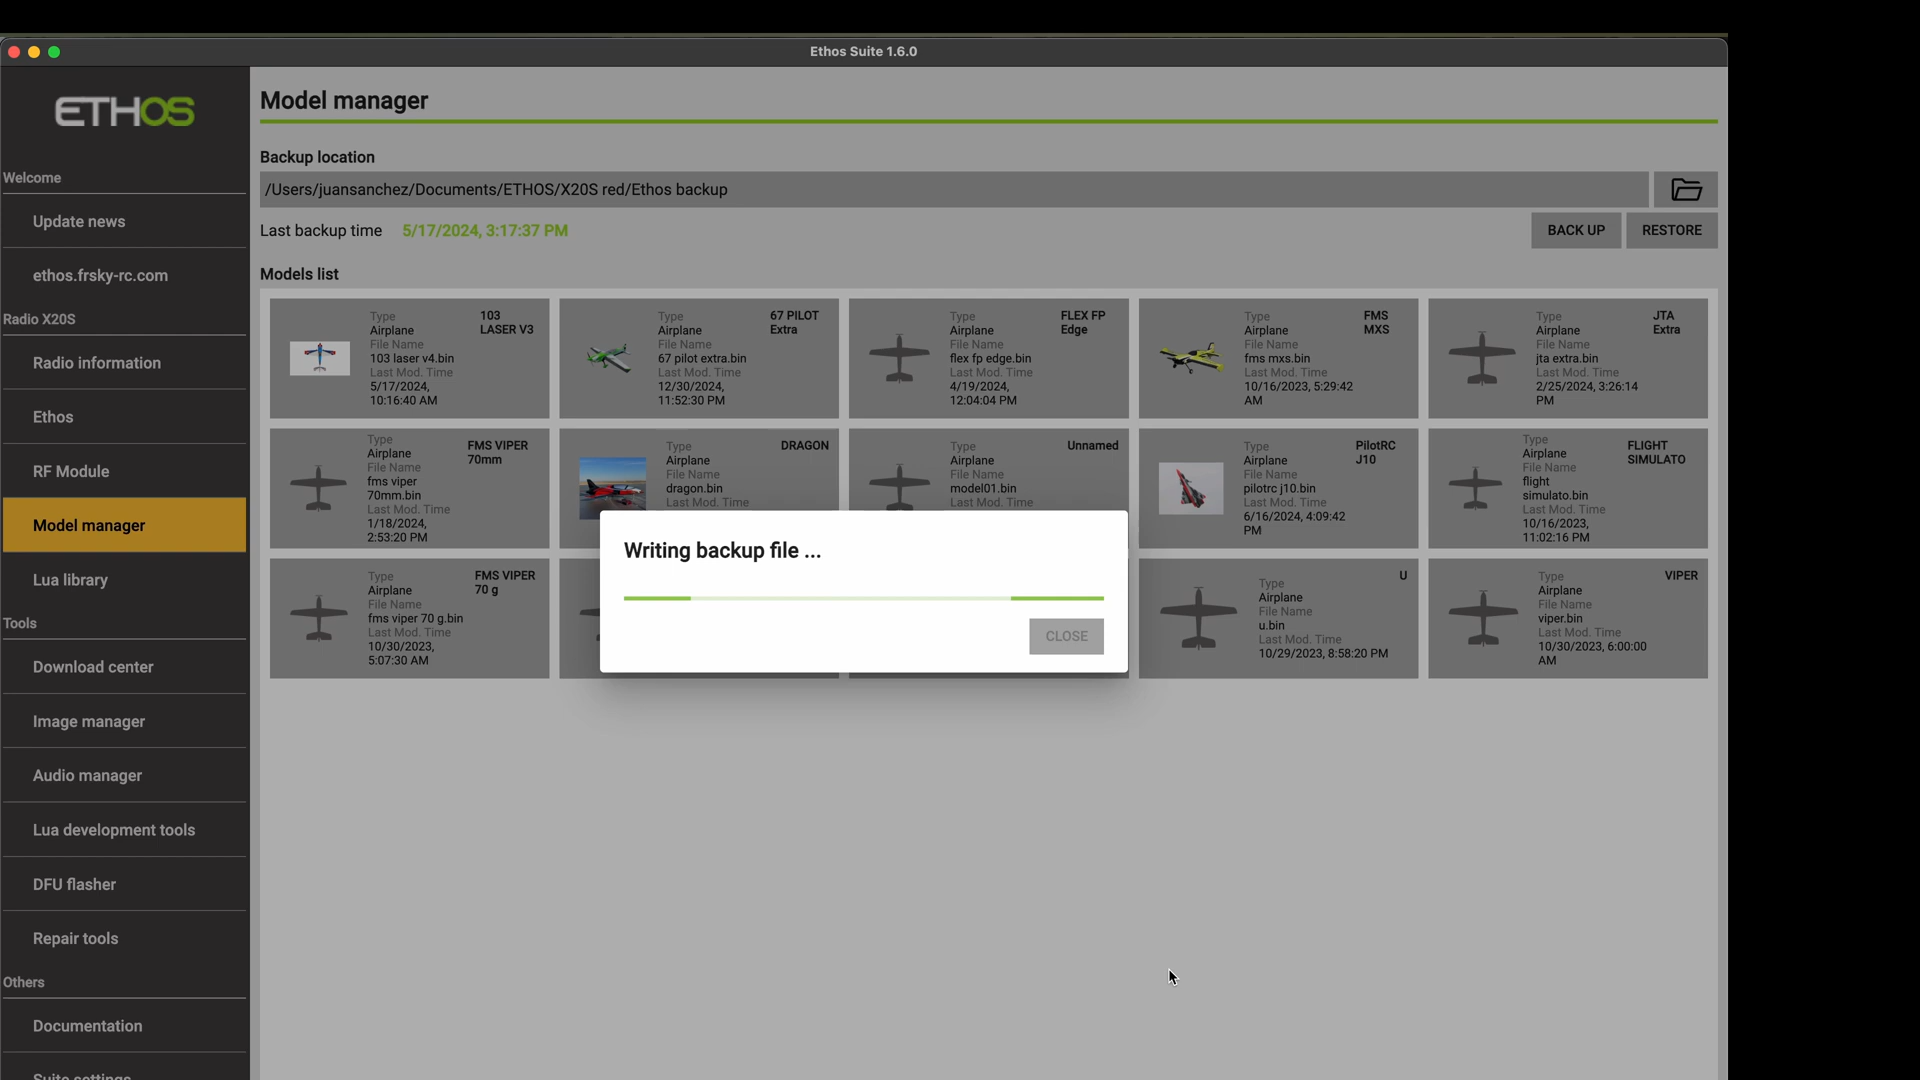 Ethos Suite 1.6.0
ETHOS
Welcome
Update news
ethos.frsky-rc.com
Radio X20S
Radio information
Ethos
RF Module
Model manager
Lua library
Tools
Download center
Image manager
Audio manager
Lua development tools
DFU flasher
Repair tools
Others
Documentation
Suite settings
Model manager
Backup location
/Users/juansanchez/Documents/ETHOS/X20S red/Ethos backup
Last backup time 5/17/2024, 3:17:37 PM
BACK UP
RESTORE
Models list
Type
Airplane
File Name
103 laser v4.bin
Last Mod. Time
5/17/2024,
10:16:40 AM
103
LASER V3
Type
Airplane
File Name
67 pilot extra.bin
Last Mod. Time
12/30/2024,
11:52:30 PM
67 PILOT
Extra
Type
Airplane
File Name
flex fp edge.bin
Last Mod. Time
4/19/2024,
12:04:04 PM
FLEX FP
Edge
Type
Airplane
File Name
fms mxs.bin
Last Mod. Time
10/16/2023, 5:29:42
AM
FMS
MXS
Type
Airplane
File Name
jta extra.bin
Last Mod. Time
2/25/2024, 3:26:14
PM
JTA
Extra
Type
Airplane
File Name
fms viper
70mm.bin
Last Mod. Time
1/18/2024,
2:53:20 PM
FMS VIPER
70mm
Type
Airplane
File Name
dragon.bin
Last Mod. Time
DRAGON
Type
Airplane
File Name
model01.bin
Last Mod. Time
Unnamed
Type
Airplane
File Name
pilotrc j10.bin
Last Mod. Time
6/16/2024, 4:09:42
PM
PilotRC
J10
Type
Airplane
File Name
flight
simulato.bin
Last Mod. Time
10/16/2023,
11:02:16 PM
FLIGHT
SIMULATO
Type
Airplane
File Name
fms viper 70 g.bin
Last Mod. Time
10/30/2023,
5:07:30 AM
FMS VIPER
70 g
Type
Airplane
File Name
u.bin
Last Mod. Time
10/29/2023, 8:58:20 PM
U
Type
Airplane
File Name
viper.bin
Last Mod. Time
10/30/2023, 6:00:00
AM
VIPER
Writing backup file ...
CLOSE